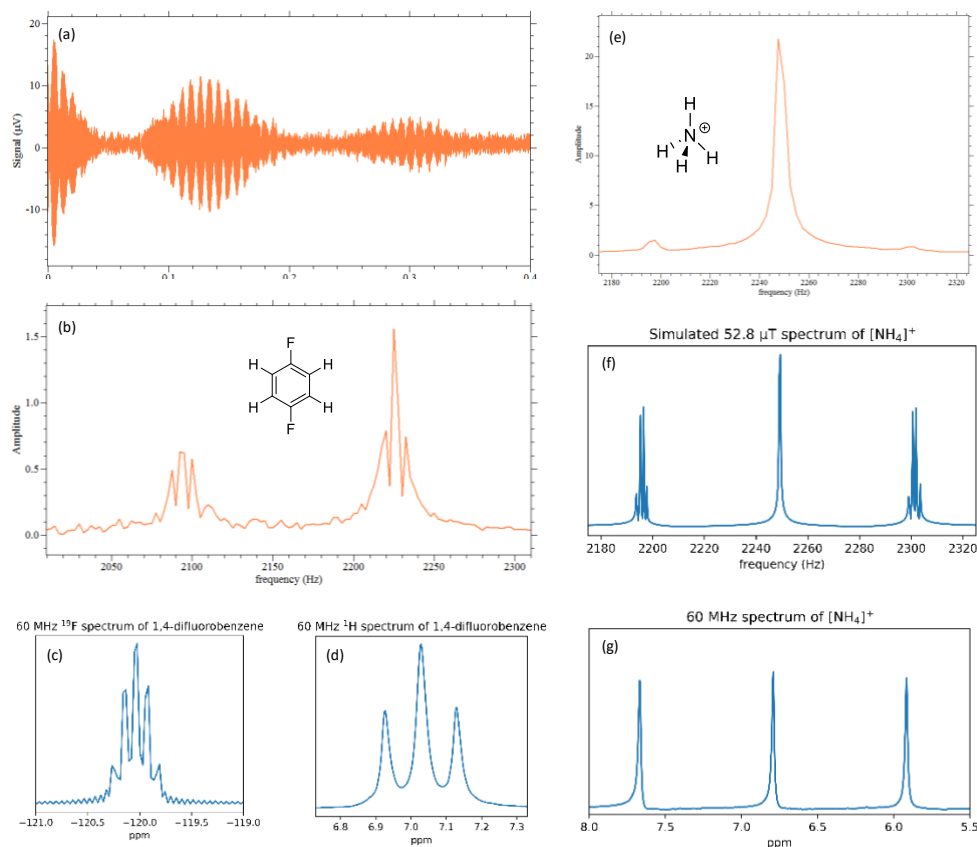 (a)
20
10
0
-10
Signal (μV)
0
0.1
0.2
0.3
0.4
(b)
1.5
1.0
0.5
0.0
Amplitude
F
H
H
H
H
F
2050
2100
2150
2200
2250
2300
frequency (Hz)
60 MHz ¹⁹F spectrum of 1,4-difluorobenzene
(c)
−121.0
−120.5
−120.0
−119.5
−119.0
ppm
60 MHz ¹H spectrum of 1,4-difluorobenzene
(d)
6.8
6.9
7.0
7.1
7.2
7.3
ppm
(e)
20
15
10
5
0
Amplitude
H
N
⊕
H
H
H
2180
2200
2220
2240
2260
2280
2300
2320
frequency (Hz)
Simulated 52.8 μT spectrum of [NH₄]⁺
(f)
2180
2200
2220
2240
2260
2280
2300
2320
frequency (Hz)
60 MHz spectrum of [NH₄]⁺
(g)
8.0
7.5
7.0
6.5
6.0
5.5
ppm